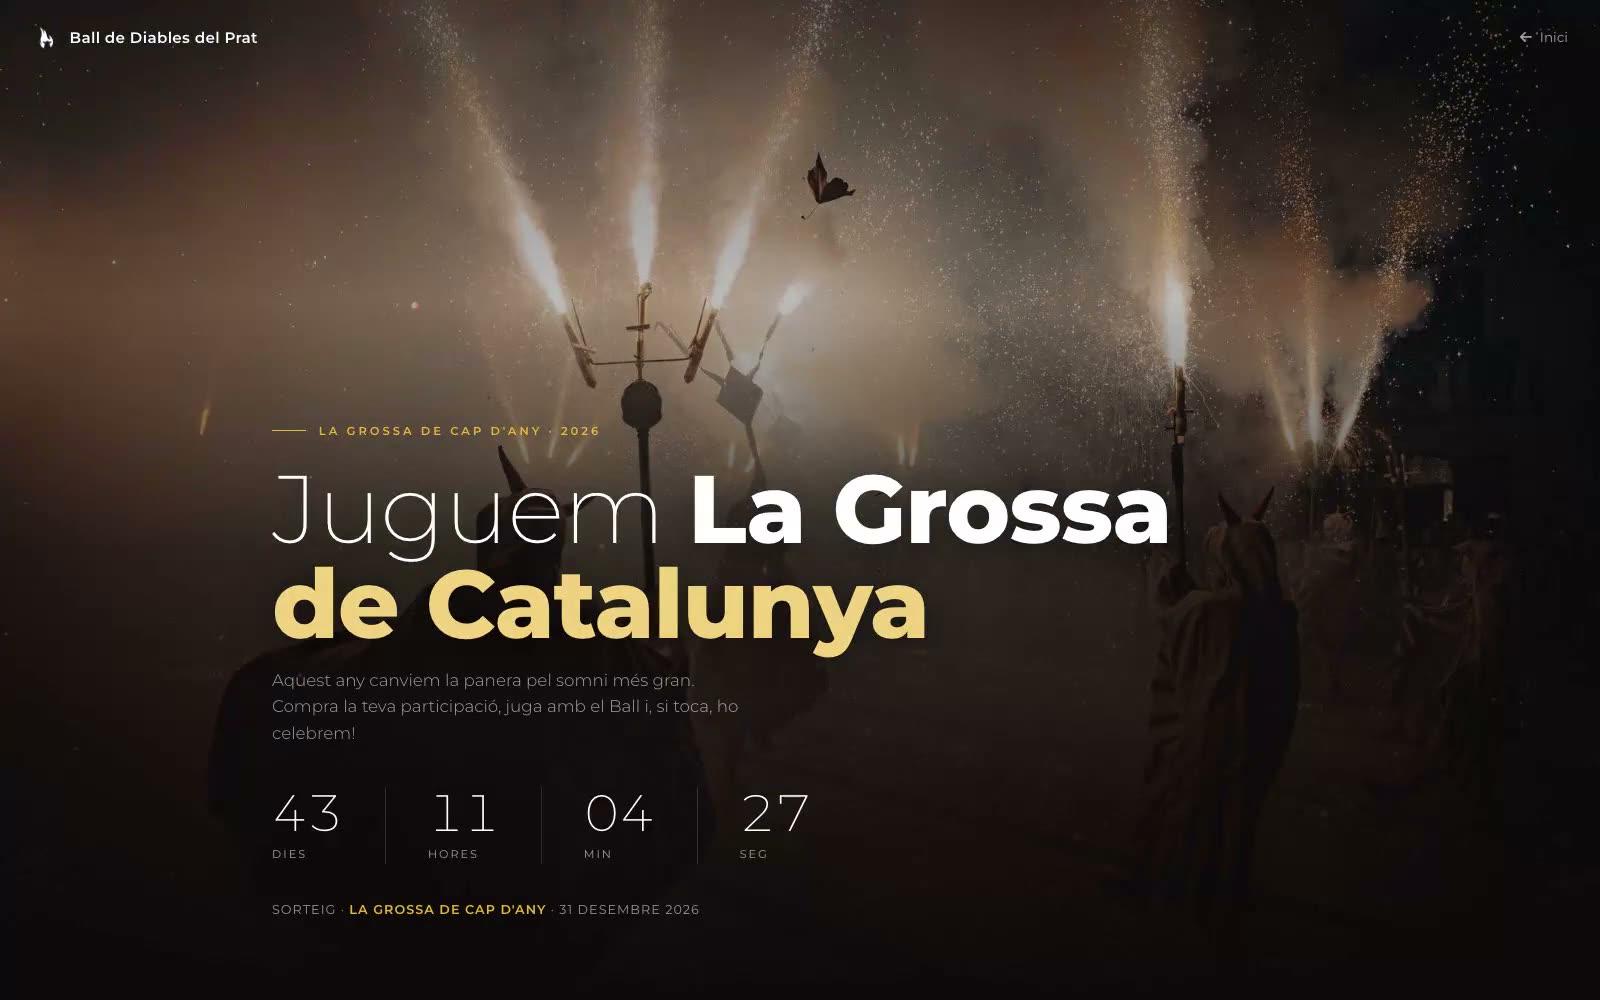 Ball de Diables del Prat
← Inici
LA GROSSA DE CAP D'ANY · 2026
Juguem La Grossa
de Catalunya
Aquest any canviem la panera pel somni més gran.
Compra la teva participació, juga amb el Ball i, si toca, ho
celebrem!
43 11 04 27
DIES HORES MIN SEG
SORTEIG · LA GROSSA DE CAP D'ANY · 31 DESEMBRE 2026